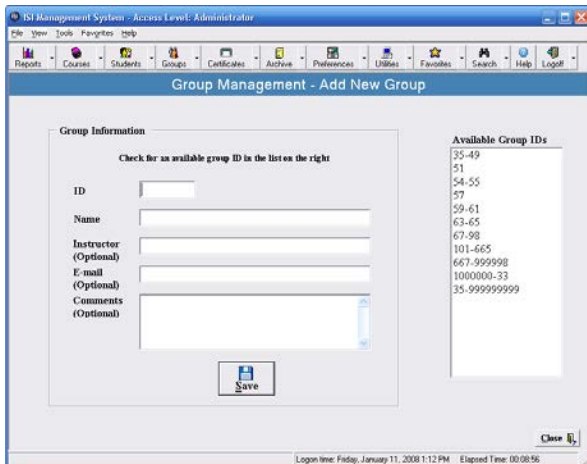 ISI Management System - Access Level: Administrator
File View Tools Favorites Help
Reports Courses Students Groups Certificates Archive Preferences Utilities Favorites Search Help Logoff
Group Management - Add New Group
Group Information
Check for an available group ID in the list on the right
ID
Name
Instructor
(Optional)
E-mail
(Optional)
Comments
(Optional)
Save
Available Group IDs
35-49
51
54-55
57
59-61
63-65
67-98
101-665
667-999998
1000000-33
35-999999999
Close
Logon time: Friday, January 11, 2008 1:12 PM Elapsed Time: 00:08:56